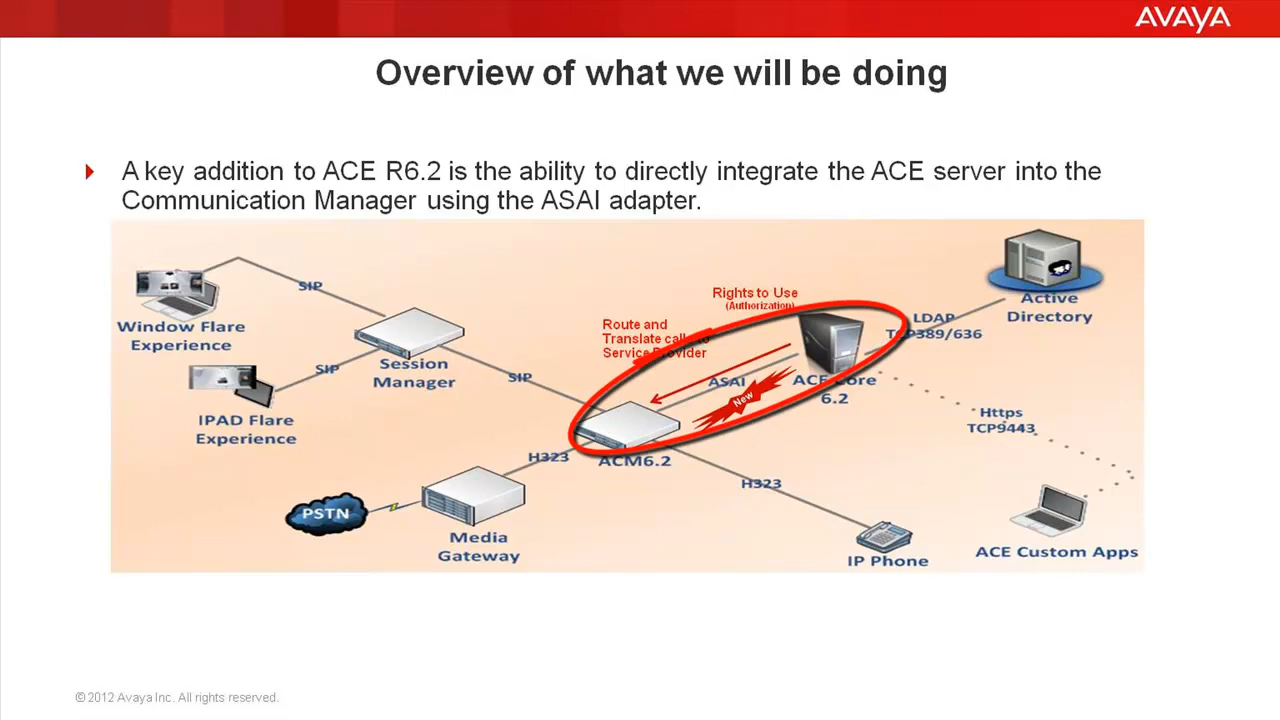 AVAYA
Overview of what we will be doing
A key addition to ACE R6.2 is the ability to directly integrate the ACE server into the
Communication Manager using the ASAI adapter.
Window Flare
Experience
SIP
Session
Manager
SIP
IPAD Flare
Experience
SIP
Rights to Use
(Authorization)
Route and
Translate calls to
Service Provider
ASAI
New
ACE Core
6.2
LDAP
TCP389/636
Active
Directory
Https
TCP9443
ACM6.2
H323
H323
PSTN
Media
Gateway
IP Phone
ACE Custom Apps
© 2012 Avaya Inc. All rights reserved.